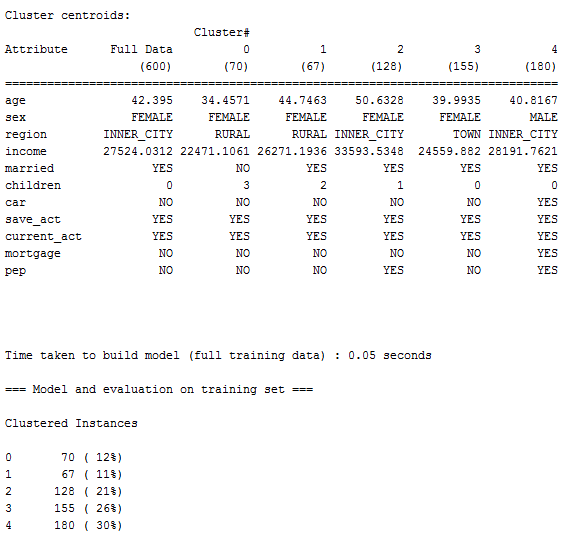 Cluster centroids:
                           Cluster#
Attribute      Full Data          0          1          2          3          4
                   (600)       (70)       (67)      (128)      (155)      (180)
================================================================================
age               42.395    34.4571    44.7463    50.6328    39.9935    40.8167
sex               FEMALE     FEMALE     FEMALE     FEMALE     FEMALE       MALE
region        INNER_CITY      RURAL      RURAL INNER_CITY       TOWN INNER_CITY
income        27524.0312 22471.1061 26271.1936 33593.5348  24559.882 28191.7621
married              YES         NO        YES        YES        YES        YES
children               0          3          2          1          0          0
car                   NO         NO         NO         NO         NO        YES
save_act             YES        YES        YES        YES        YES        YES
current_act          YES        YES        YES        YES        YES        YES
mortgage              NO         NO         NO         NO         NO        YES
pep                   NO         NO         NO        YES         NO        YES
Time taken to build model (full training data) : 0.05 seconds
=== Model and evaluation on training set ===
Clustered Instances
0       70 ( 12%)
1       67 ( 11%)
2      128 ( 21%)
3      155 ( 26%)
4      180 ( 30%)